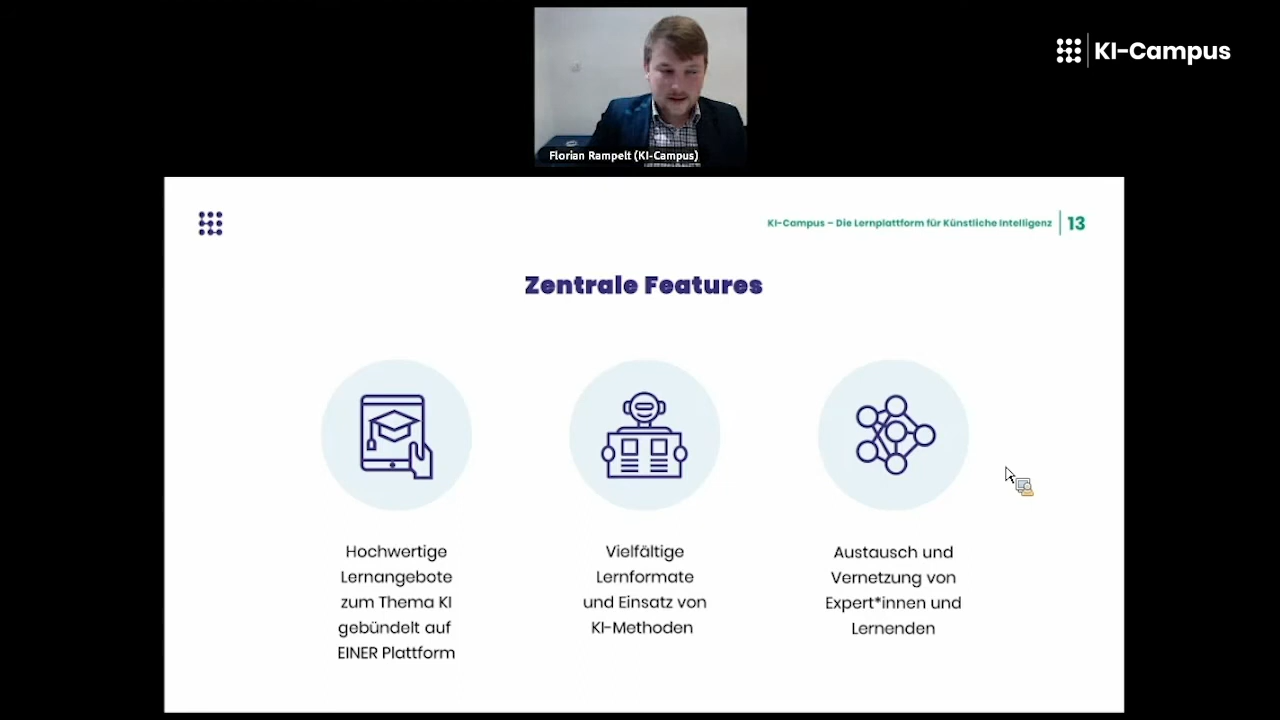 KI-Campus
Florian Rampelt (KI-Campus)
KI-Campus – Die Lernplattform für Künstliche Intelligenz
13
Zentrale Features
Hochwertige
Lernangebote
zum Thema KI
gebündelt auf
EINER Plattform
Vielfältige
Lernformate
und Einsatz von
KI-Methoden
Austausch und
Vernetzung von
Expert*innen und
Lernenden